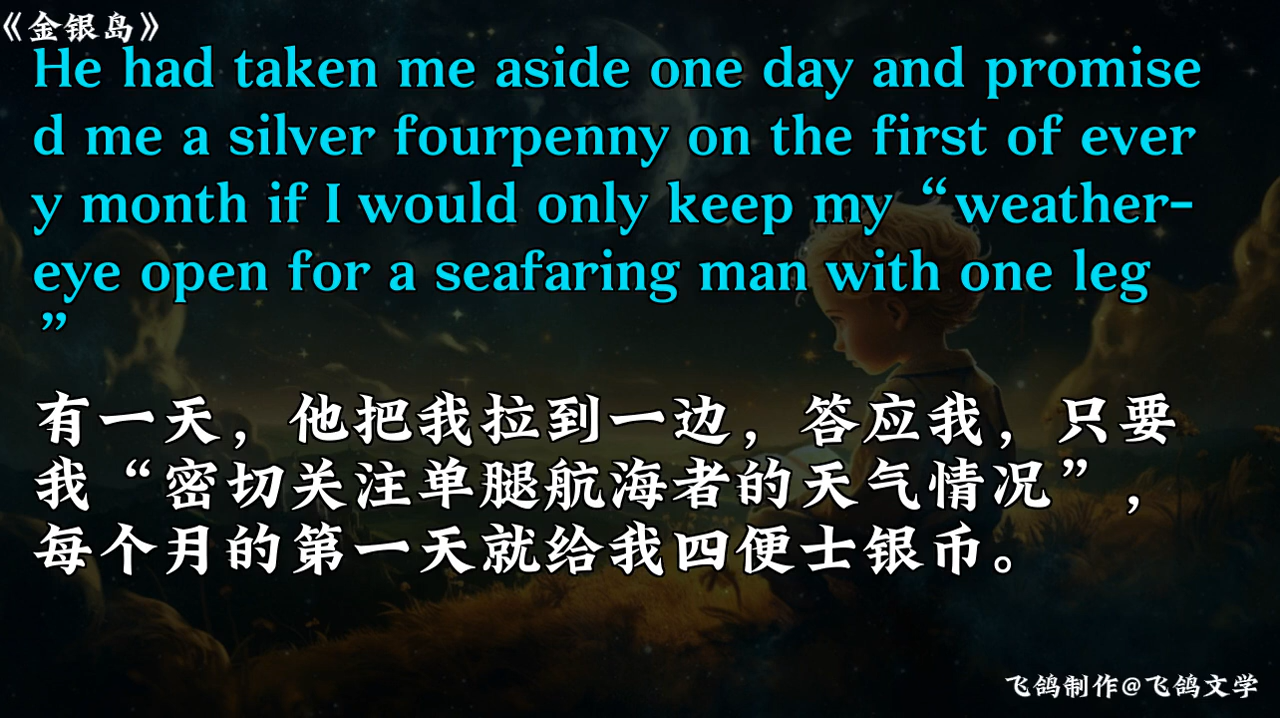 《金银岛》
He had taken me aside one day and promise
d me a silver fourpenny on the first of ever
y month if I would only keep my “weather-
eye open for a seafaring man with one leg
”
有一天，他把我拉到一边，答应我，只要
我“密切关注单腿航海者的天气情况”，
每个月的第一天就给我四便士银币。
飞鸽制作@飞鸽文学